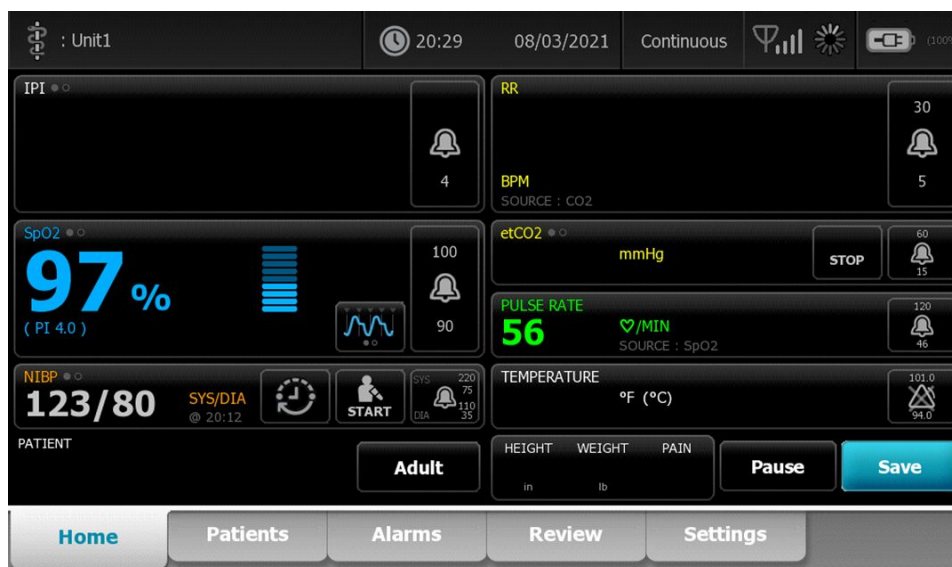 : Unit1
20:29
08/03/2021
Continuous
(100%
IPI
4
RR
BPM
SOURCE : CO2
30
5
SpO2
97 %
( PI 4.0 )
100
90
etCO2
mmHg
STOP
60
15
PULSE RATE
56
/MIN
SOURCE : SpO2
120
46
NIBP
123/80
SYS/DIA
@ 20:12
START
SYS 220
75
110
DIA 35
TEMPERATURE
°F (°C)
101.0
94.0
PATIENT
Adult
HEIGHT WEIGHT PAIN
in lb
Pause
Save
Home
Patients
Alarms
Review
Settings